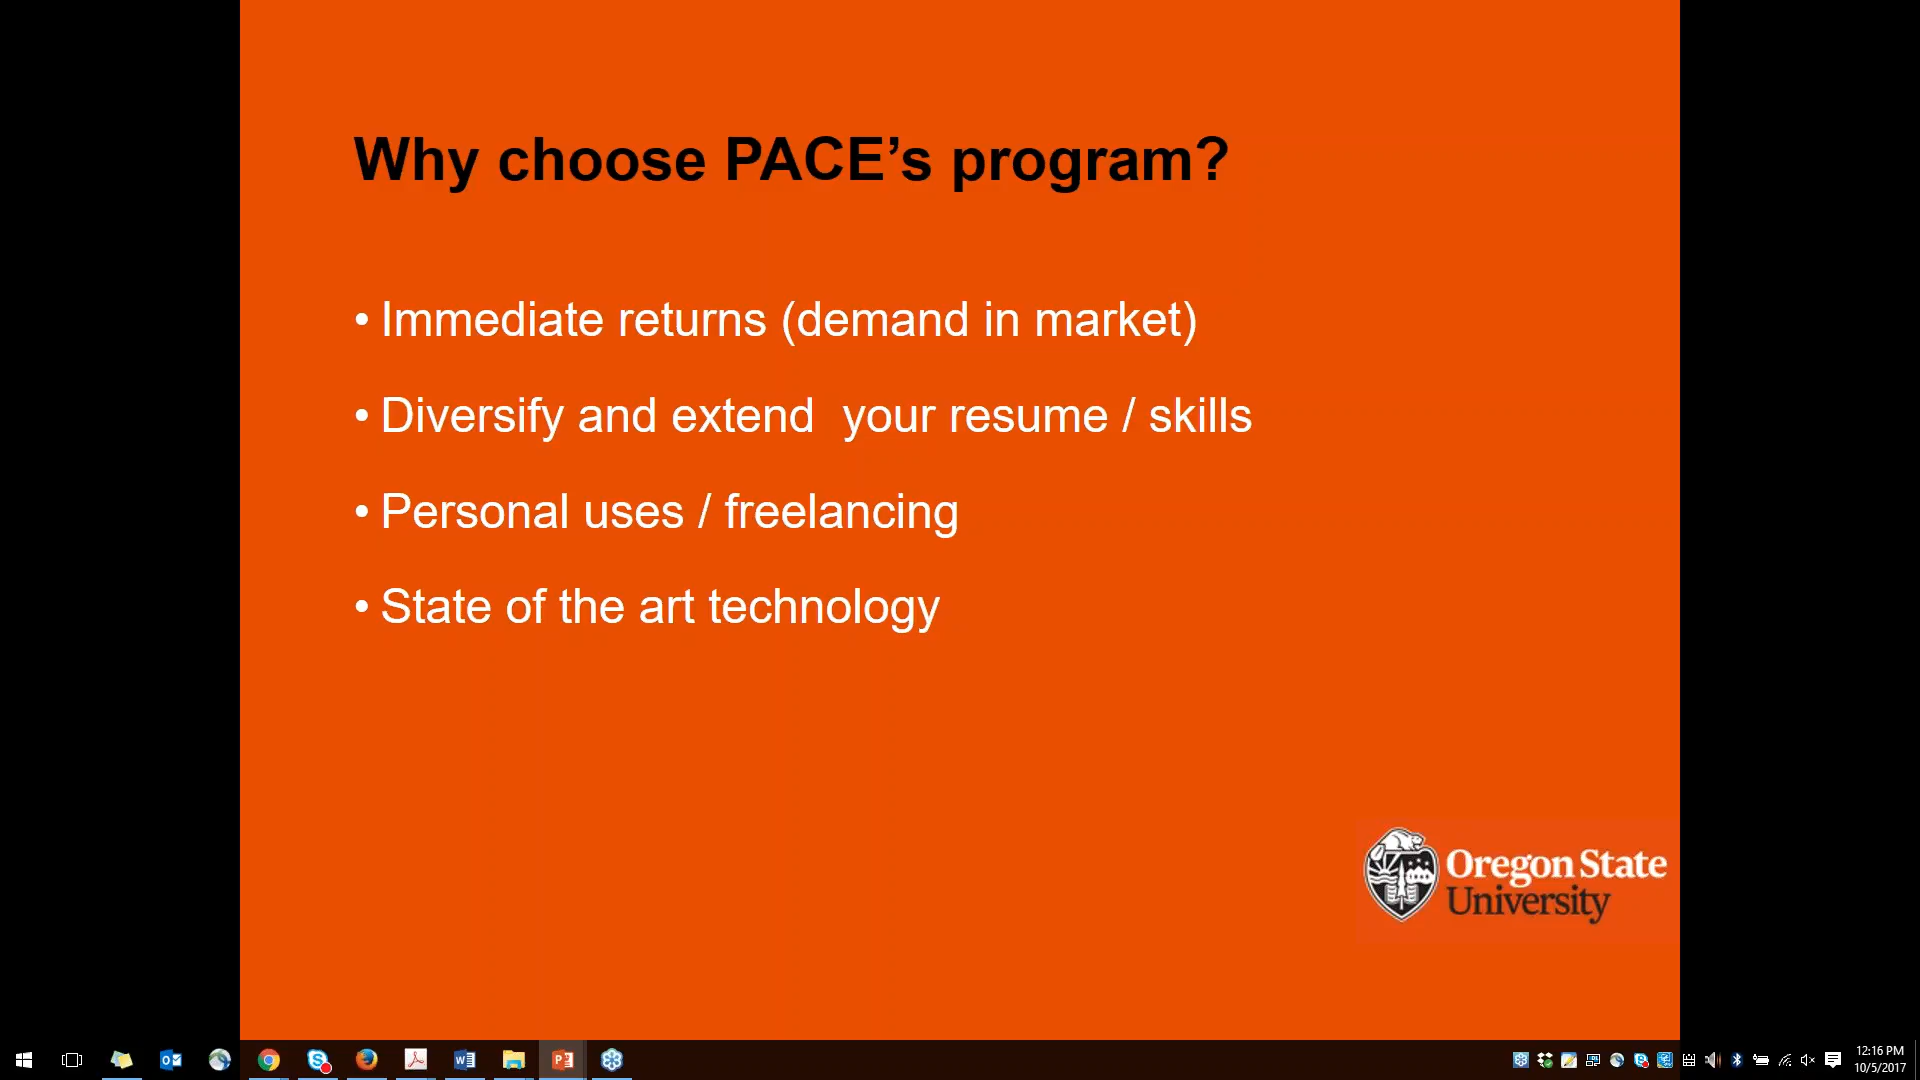 Why choose PACE’s program?
• Immediate returns (demand in market)
• Diversify and extend  your resume / skills
• Personal uses / freelancing
• State of the art technology
Oregon State
University
12:16 PM
10/5/2017